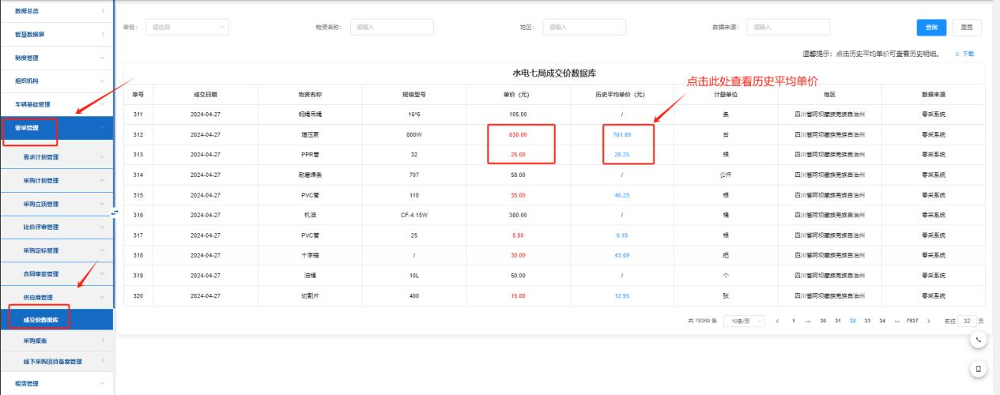 数据总览
智慧数据屏
制度管理
组织机构
车辆基础管理
零采管理
需求计划管理
采购计划管理
采购立项管理
比价评审管理
采购定标管理
合同审签管理
供应商管理
成交价数据库
采购报表
线下采购项目备案管理
租赁管理
年份： 请选择 物资名称： 请输入 地区： 请输入 数据来源： 请输入 查询 重置
温馨提示：点击历史平均单价可查看历史明细。 下载
水电七局成交价数据库
点击此处查看历史平均单价
序号 成交日期 物资名称 规格型号 单价（元） 历史平均单价（元） 计量单位 地区 数据来源
311 2024-04-27 钢绳吊绳 16*6 105.00 / 条 四川省阿坝藏族羌族自治州 零采系统
312 2024-04-27 增压泵 800W 630.00 761.89 台 四川省阿坝藏族羌族自治州 零采系统
313 2024-04-27 PPR管 32 25.00 28.25 根 四川省阿坝藏族羌族自治州 零采系统
314 2024-04-27 耐磨焊条 707 58.00 / 公斤 四川省阿坝藏族羌族自治州 零采系统
315 2024-04-27 PVC管 110 35.00 46.25 根 四川省阿坝藏族羌族自治州 零采系统
316 2024-04-27 机油 CF-4.15W 380.00 / 桶 四川省阿坝藏族羌族自治州 零采系统
317 2024-04-27 PVC管 25 8.00 9.19 根 四川省阿坝藏族羌族自治州 零采系统
318 2024-04-27 十字镐 / 30.00 43.69 把 四川省阿坝藏族羌族自治州 零采系统
319 2024-04-27 油桶 10L 50.00 / 个 四川省阿坝藏族羌族自治州 零采系统
320 2024-04-27 切割片 400 15.00 12.95 张 四川省阿坝藏族羌族自治州 零采系统
共 79369 条 10条/页 1 ... 30 31 32 33 34 ... 7937 前往 32 页